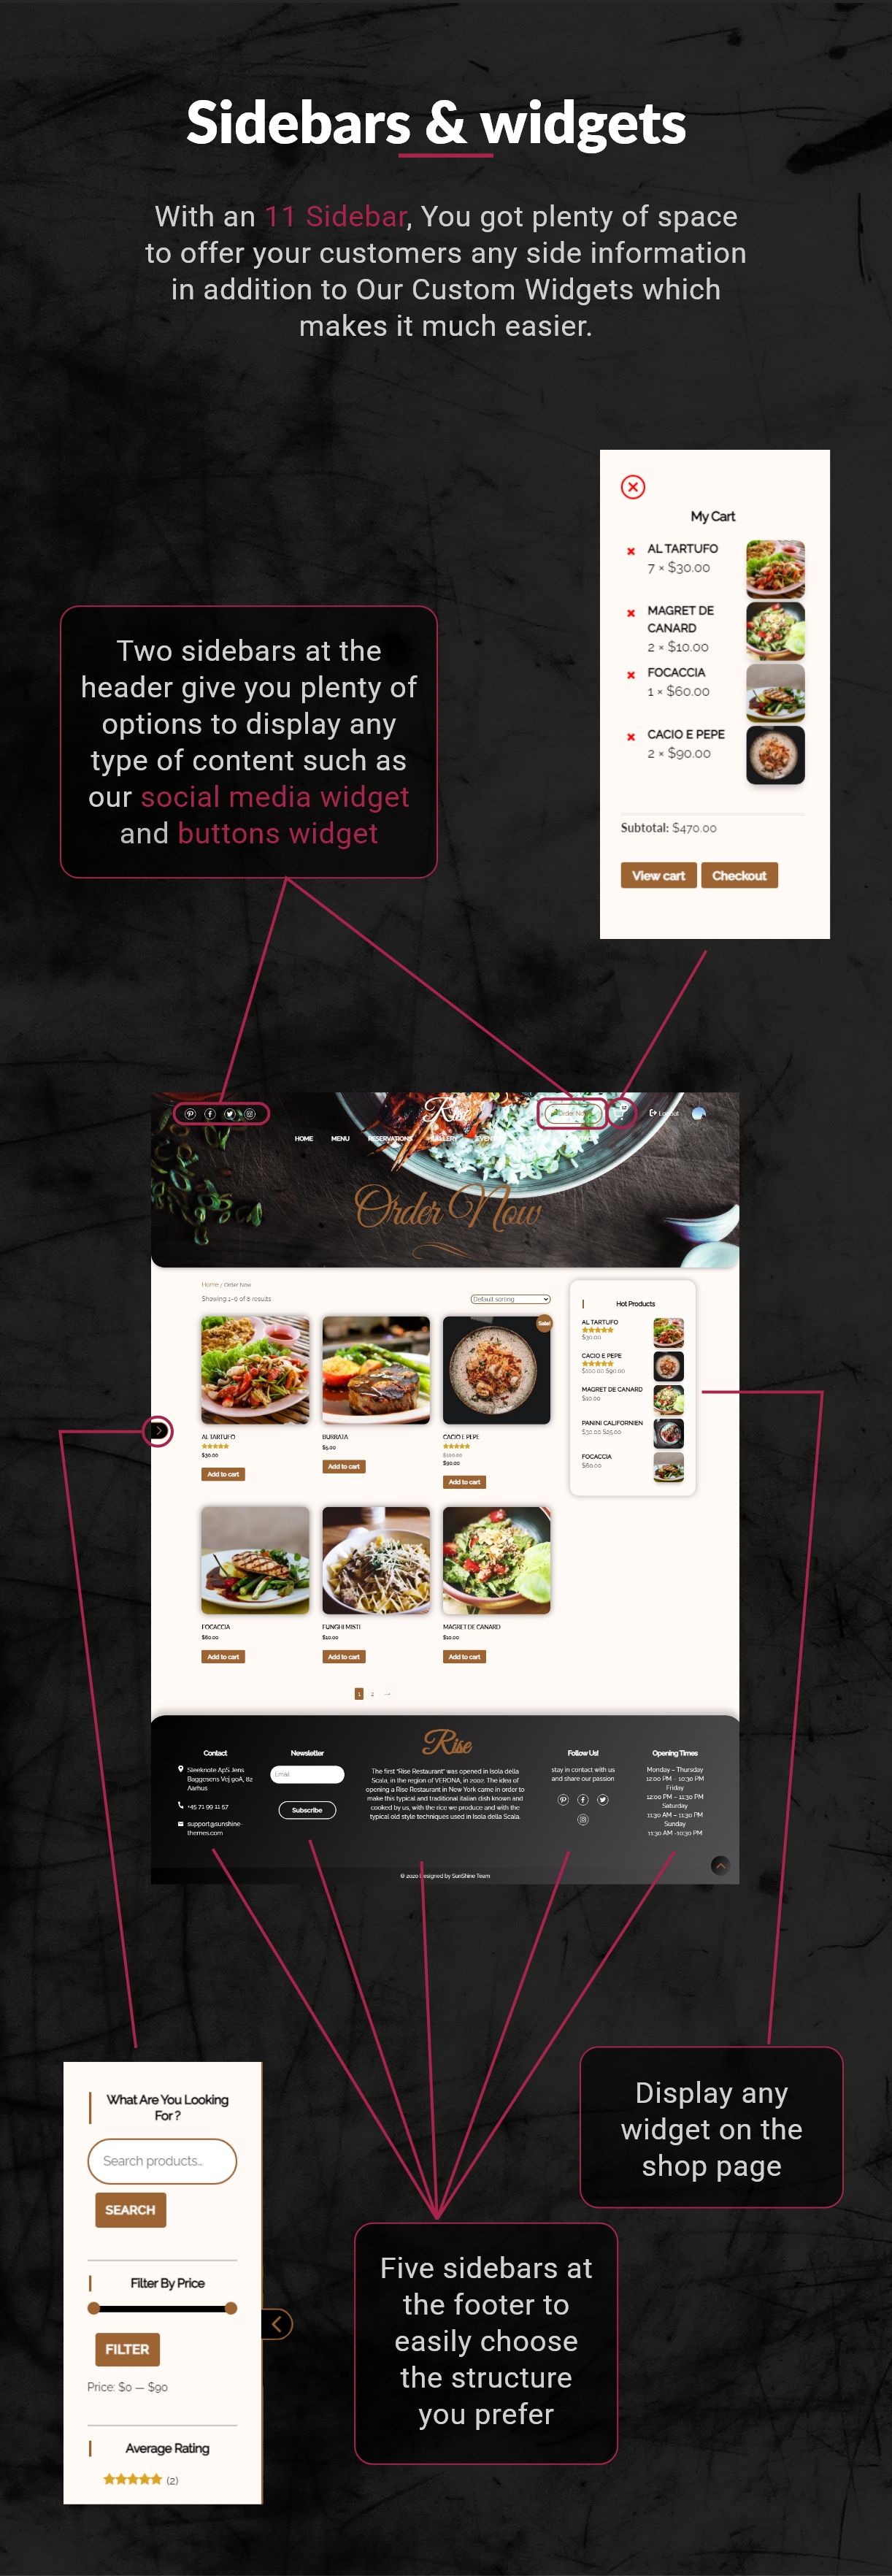 Sidebars & widgets
With an 11 Sidebar, You got plenty of space
to offer your customers any side information
in addition to Our Custom Widgets which
makes it much easier.
My Cart
AL TARTUFO
7 × $30.00
MAGRET DE
CANARD
2 × $10.00
FOCACCIA
1 × $60.00
CACIO E PEPE
2 × $90.00
Subtotal: $470.00
View cart Checkout
Two sidebars at the
header give you plenty of
options to display any
type of content such as
our social media widget
and buttons widget
Rise
Order Now
Logout
HOME MENU RESERVATIONS GALLERY
Order Now
Home / Order Now
Showing 1–6 of 8 results
Default sorting
Sale!
AL TARTUFO
$30.00
Add to cart
BURRATA
$5.00
Add to cart
CACIO E PEPE
$100.00
$90.00
Add to cart
FOCACCIA
$60.00
Add to cart
FUNGHI MISTI
$10.00
Add to cart
MAGRET DE CANARD
$10.00
Add to cart
1 2 →
Hot Products
AL TARTUFO
$30.00
CACIO E PEPE
$100.00 $90.00
MAGRET DE CANARD
$10.00
PANINI CALIFORNIEN
$30.00 $25.00
FOCACCIA
$60.00
Contact
Sleeknote ApS Jens
Baggesens Vej 90A, 82
Aarhus
+45 71 99 11 57
support@sunshine-
themes.com
Newsletter
Email
Subscribe
Rise
The first "Rise Restaurant" was opened in Isola della
Scala, in the region of VERONA, in 2002. The idea of
opening a Rise Restaurant in New York came in order to
make this typical and traditional italian dish known and
cooked by us, with the rice we produce and with the
typical old style techniques used in Isola della Scala.
Follow Us!
stay in contact with us
and share our passion
Opening Times
Monday – Thursday
12:00 PM – 10:30 PM
Friday
12:00 PM – 11:30 PM
Saturday
11:30 AM – 11:30 PM
Sunday
11:30 AM -10:30 PM
© 2020 Designed by SunShine Team
What Are You Looking
For ?
Search products…
SEARCH
Filter By Price
FILTER
Price: $0 — $90
Average Rating
(2)
Display any
widget on the
shop page
Five sidebars at
the footer to
easily choose
the structure
you prefer